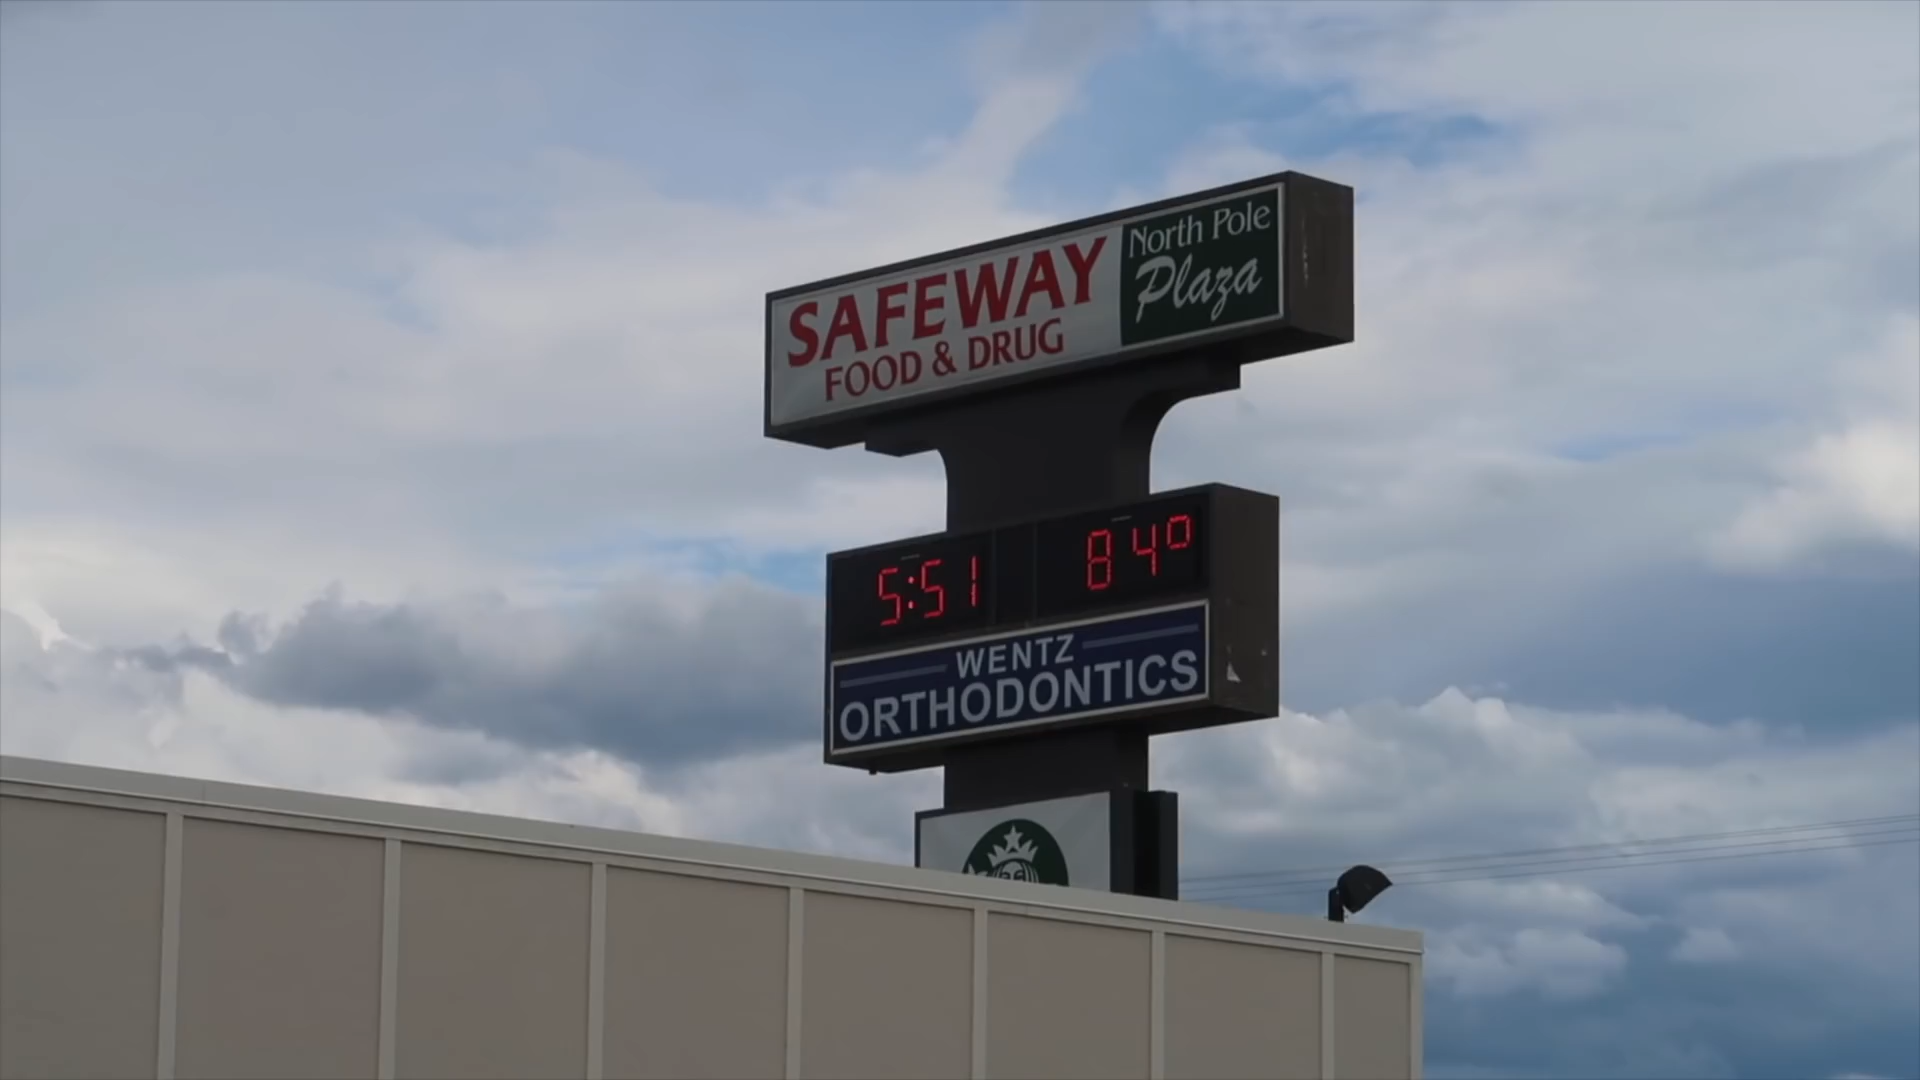 SAFEWAY
FOOD & DRUG
North Pole
Plaza
5:51
84°
WENTZ
ORTHODONTICS